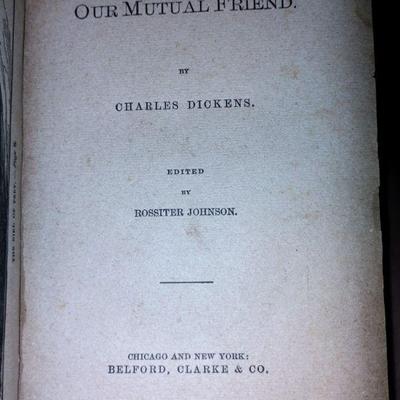 OUR MUTUAL FRIEND.
BY
CHARLES DICKENS.
EDITED
BY
ROSSITER JOHNSON.
CHICAGO AND NEW YORK:
BELFORD, CLARKE & CO.